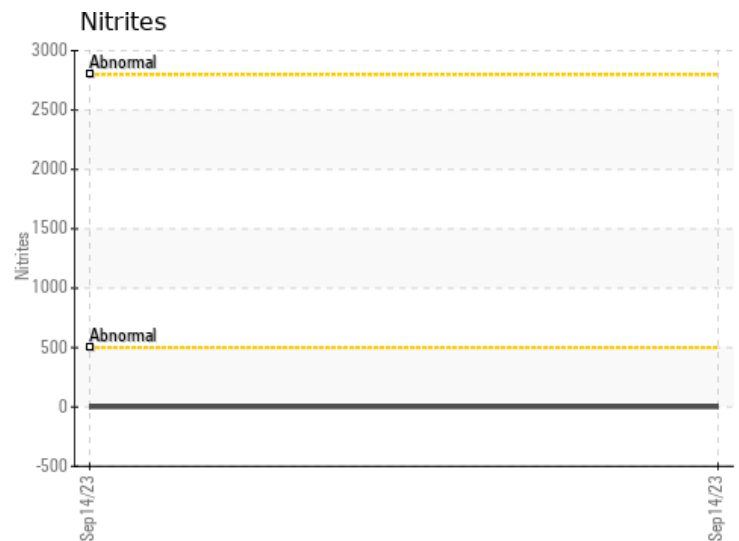 Nitrites
3000
Abnormal
2500
2000
1500
Nitrites
1000
Abnormal
500
0
-500
Sep14/23
Sep14/23